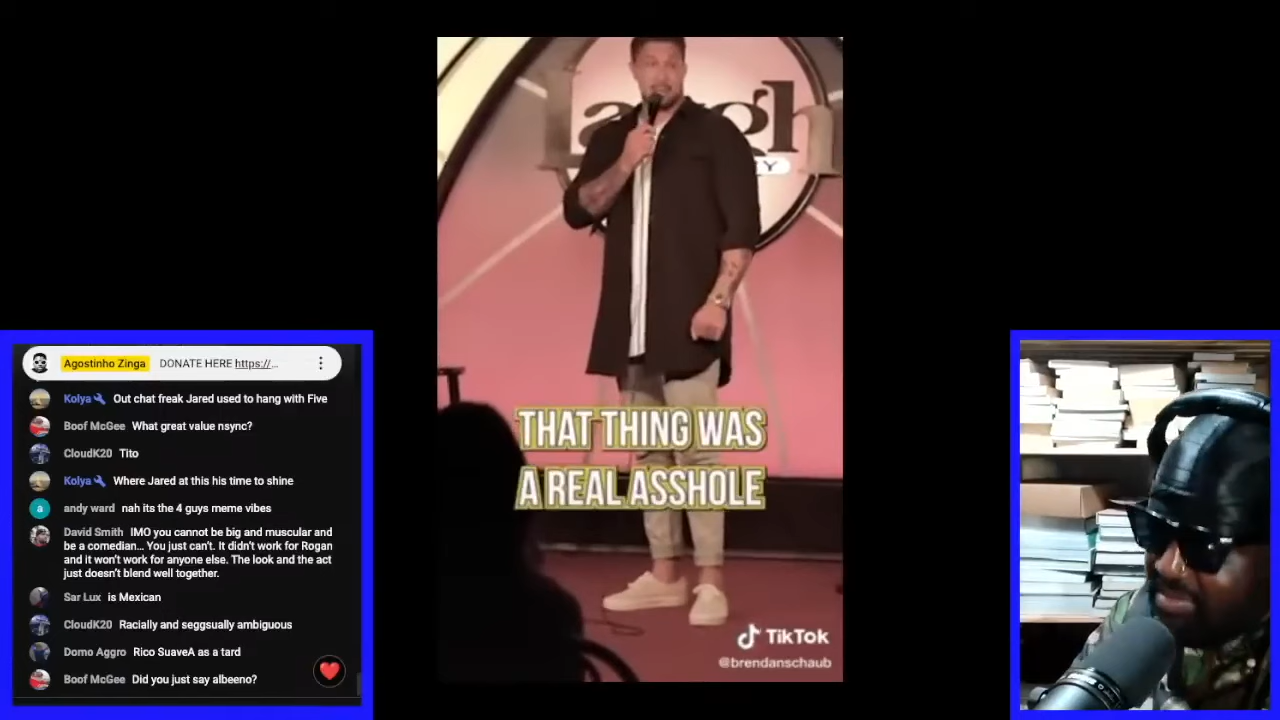 Laugh
Y
THAT THING WAS
A REAL ASSHOLE
TikTok
@brendanschaub
Agostinho Zinga DONATE HERE https://...
Kolya Out chat freak Jared used to hang with Five
Boof McGee What great value nsync?
CloudK20 Tito
Kolya Where Jared at this his time to shine
a andy ward nah its the 4 guys meme vibes
David Smith IMO you cannot be big and muscular and
be a comedian... You just can't. It didn't work for Rogan
and it won't work for anyone else. The look and the act
just doesn't blend well together.
Sar Lux is Mexican
CloudK20 Racially and seggsually ambiguous
Domo Aggro Rico SuaveA as a tard
Boof McGee Did you just say albeeno?